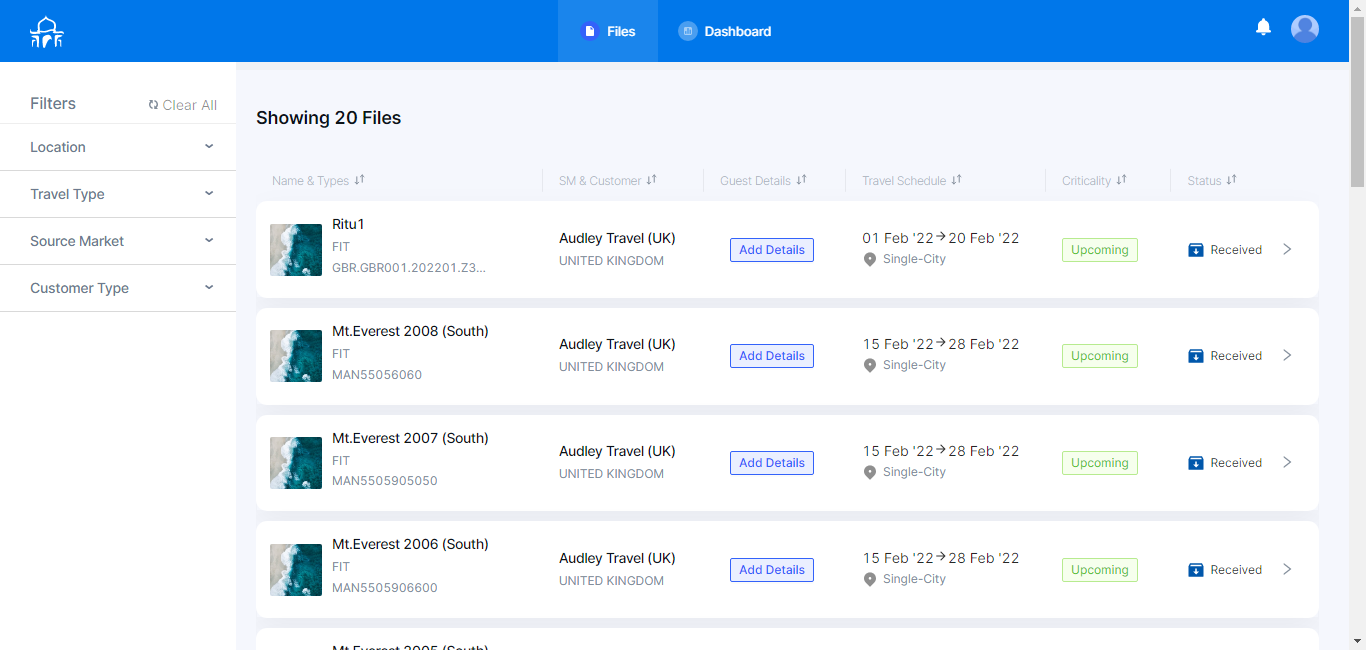 Files
Dashboard
Filters
Clear All
Location
Travel Type
Source Market
Customer Type
Showing 20 Files
Name & Types
SM & Customer
Guest Details
Travel Schedule
Criticality
Status
Ritu1
FIT
GBR.GBR001.202201.Z3...
Audley Travel (UK)
UNITED KINGDOM
Add Details
01 Feb '22→20 Feb '22
Single-City
Upcoming
Received
Mt.Everest 2008 (South)
FIT
MAN55056060
Audley Travel (UK)
UNITED KINGDOM
Add Details
15 Feb '22→28 Feb '22
Single-City
Upcoming
Received
Mt.Everest 2007 (South)
FIT
MAN5505905050
Audley Travel (UK)
UNITED KINGDOM
Add Details
15 Feb '22→28 Feb '22
Single-City
Upcoming
Received
Mt.Everest 2006 (South)
FIT
MAN5505906600
Audley Travel (UK)
UNITED KINGDOM
Add Details
15 Feb '22→28 Feb '22
Single-City
Upcoming
Received
Mt.Everest 2005 (South)